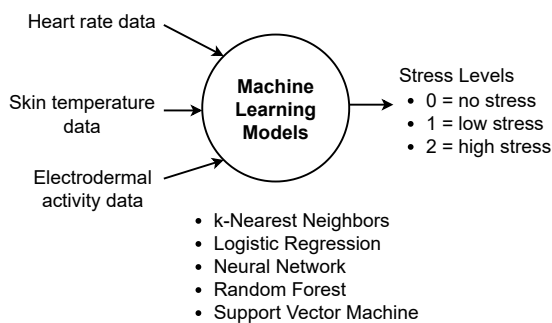 Heart rate data
Skin temperature
data
Electrodermal
activity data
Machine
Learning
Models
Stress Levels
• 0 = no stress
• 1 = low stress
• 2 = high stress
• k-Nearest Neighbors
• Logistic Regression
• Neural Network
• Random Forest
• Support Vector Machine